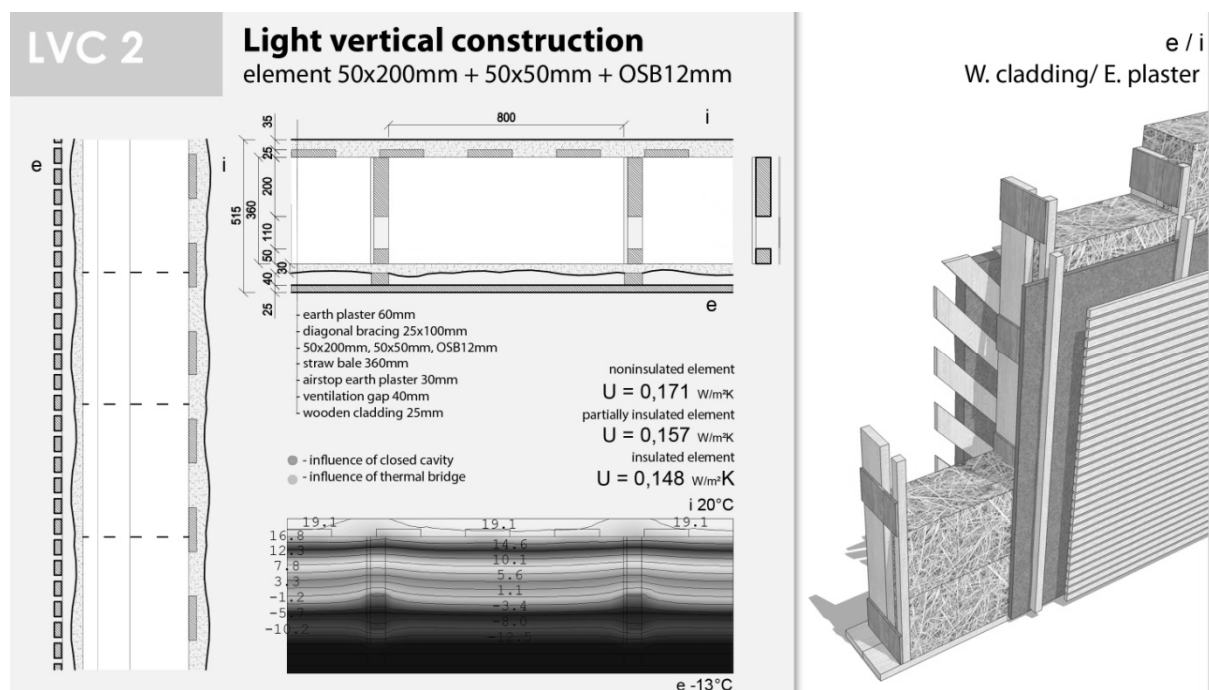 LVC 2
Light vertical construction
element 50x200mm + 50x50mm + OSB12mm
e / i
W. cladding/ E. plaster
e
i
800
i
35
25
200
110
50
30
40
25
360
515
e
- earth plaster 60mm
- diagonal bracing 25x100mm
- 50x200mm, 50x50mm, OSB12mm
- straw bale 360mm
- airstop earth plaster 30mm
- ventilation gap 40mm
- wooden cladding 25mm
noninsulated element
U = 0,171 W/m²K
partially insulated element
U = 0,157 W/m²K
insulated element
U = 0,148 W/m²K
- influence of closed cavity
- influence of thermal bridge
i 20°C
19.1 19.1 19.1
16.8
14.6
12.3
10.1
7.8
5.6
3.3
1.1
-1.2
-3.4
-8.0
-10.2
-12.5
e -13°C